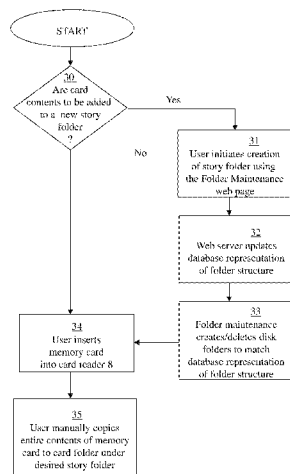 START
30
Are card
contents to be added
to a new story
folder
?
Yes
No
31
User initiates creation
of story folder using
the Folder Maintenance
web page
32
Web server updates
database representation
of folder structure
33
Folder maintenance
creates/deletes disk
folders to match
database representation
of folder structure
34
User inserts
memory card
into card reader 8
35
User manually copies
entire contents of memory
card to card folder under
desired story folder